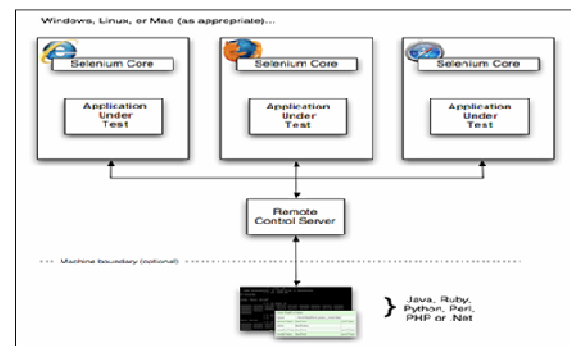 Windows, Linux, or Mac (as appropriate)...
Selenium Core
Selenium Core
Selenium Core
Application
Under
Test
Application
Under
Test
Application
Under
Test
Remote
Control Server
Machine boundary (optional)
Java, Ruby,
Python, Perl,
PHP or .Net